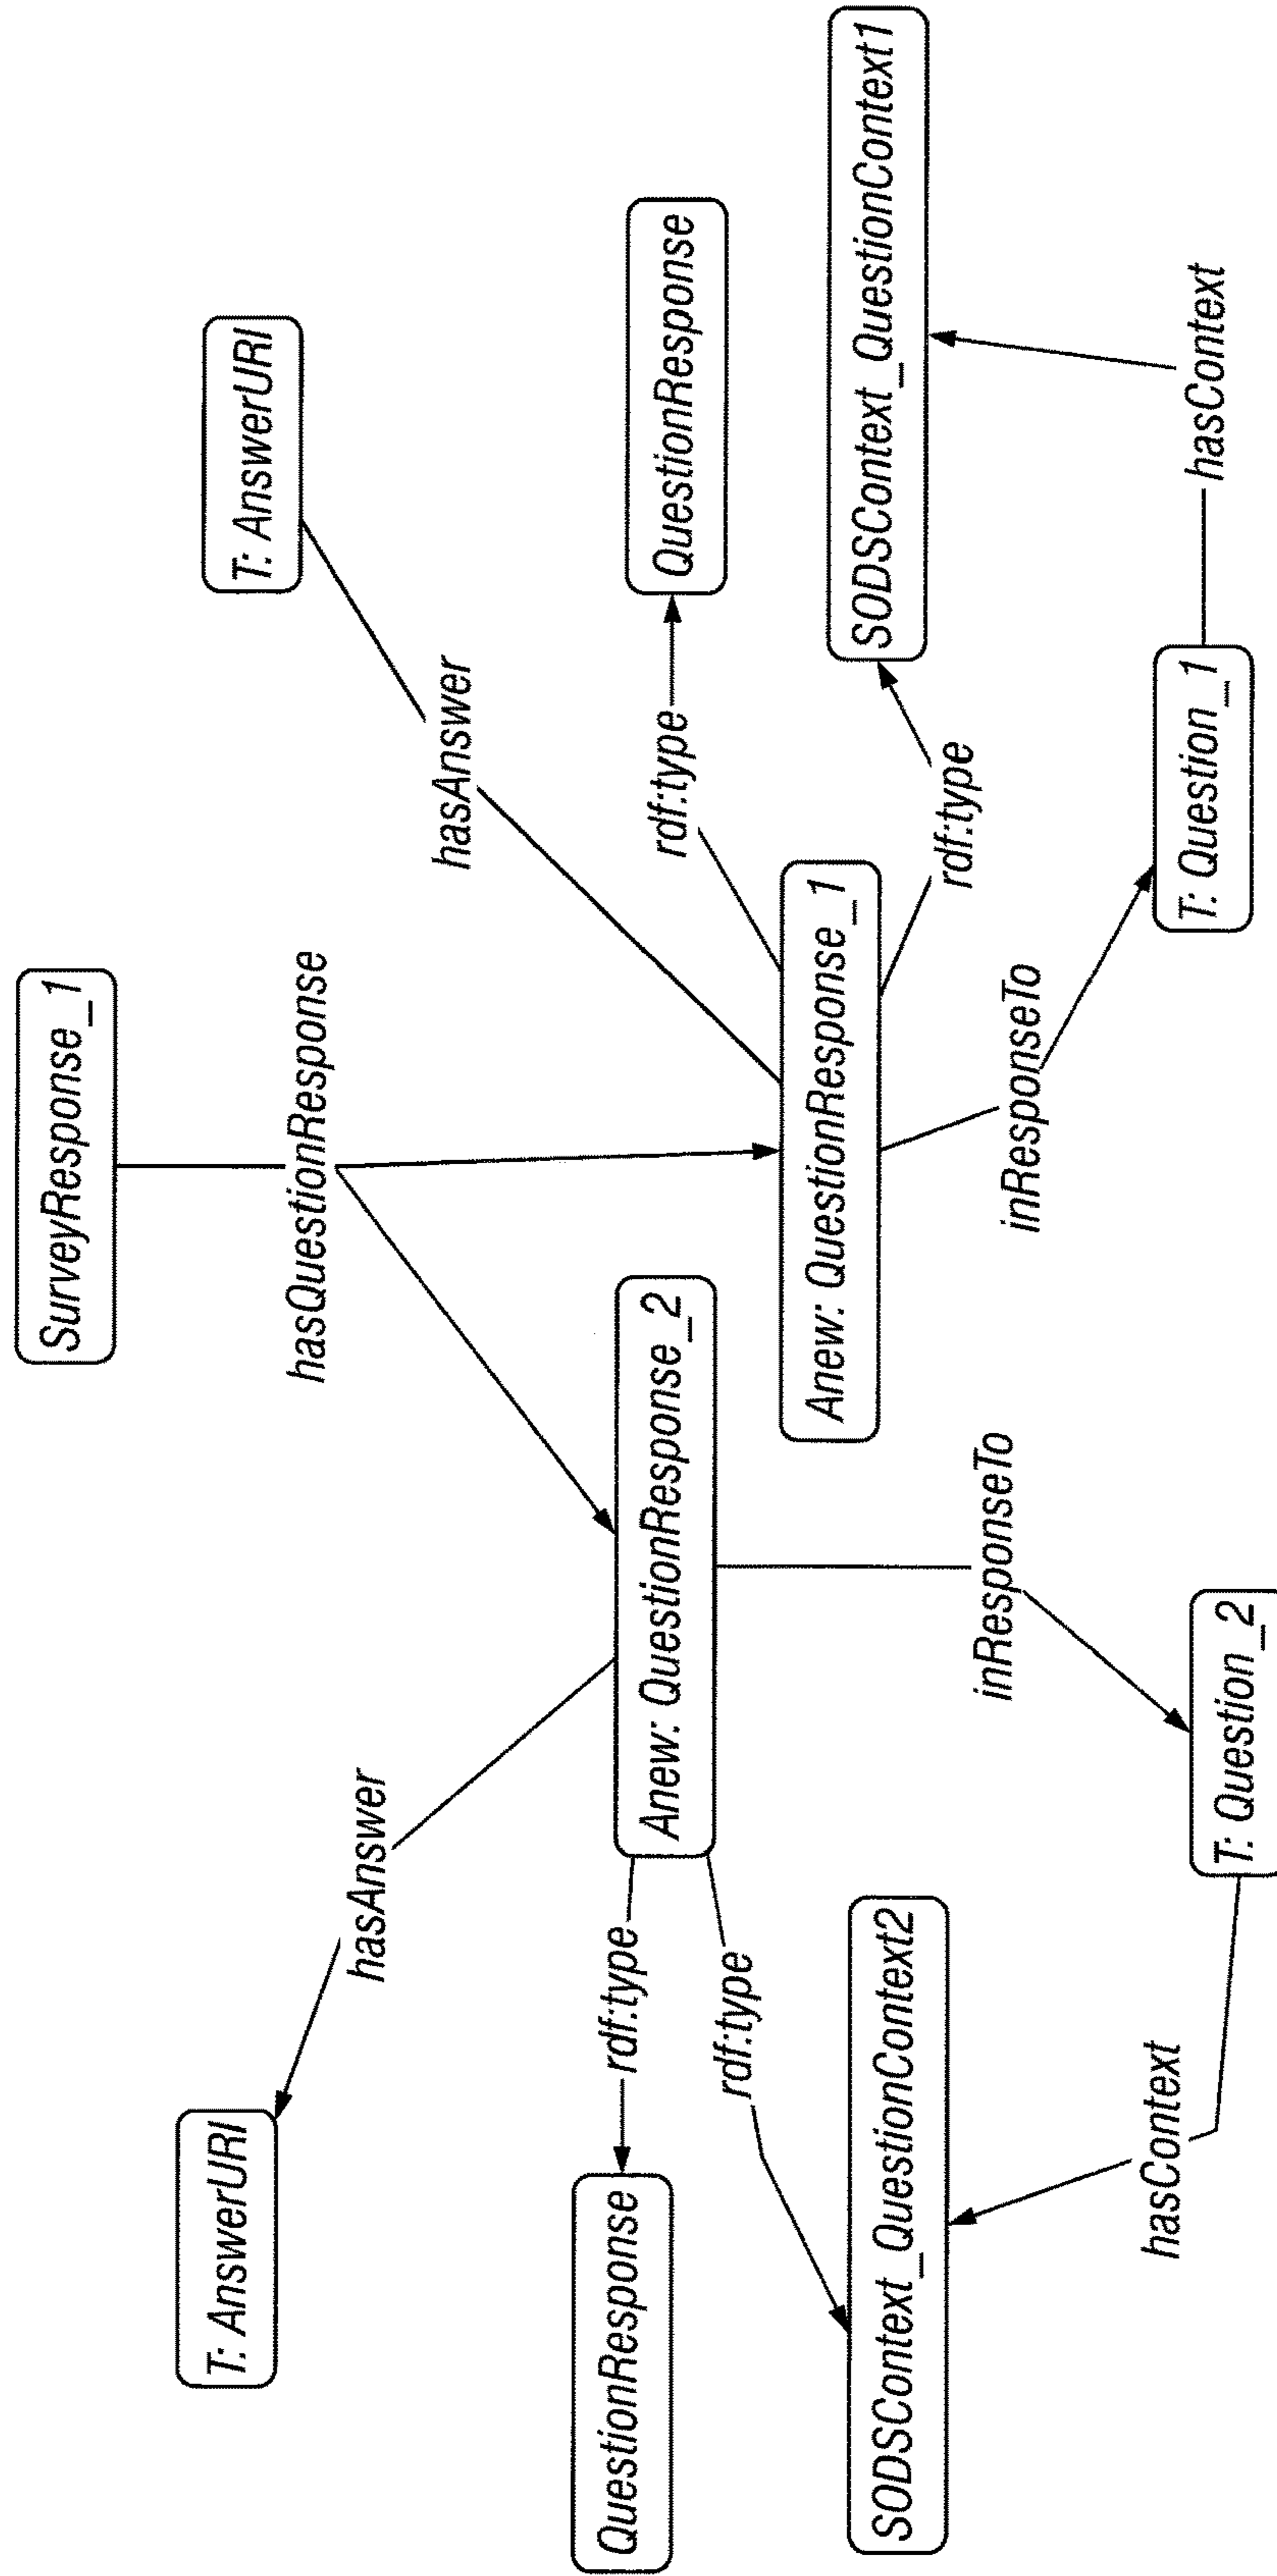 SurveyResponse_1
hasQuestionResponse
T: AnswerURI
hasAnswer
T: AnswerURI
hasAnswer
QuestionResponse
rdf:type
Anew: QuestionResponse_2
rdf:type
QuestionResponse
rdf:type
Anew: QuestionResponse_1
SODSContext_QuestionContext2
rdf:type
SODSContext_QuestionContext1
inResponseTo
inResponseTo
hasContext
T: Question_2
T: Question_1
hasContext